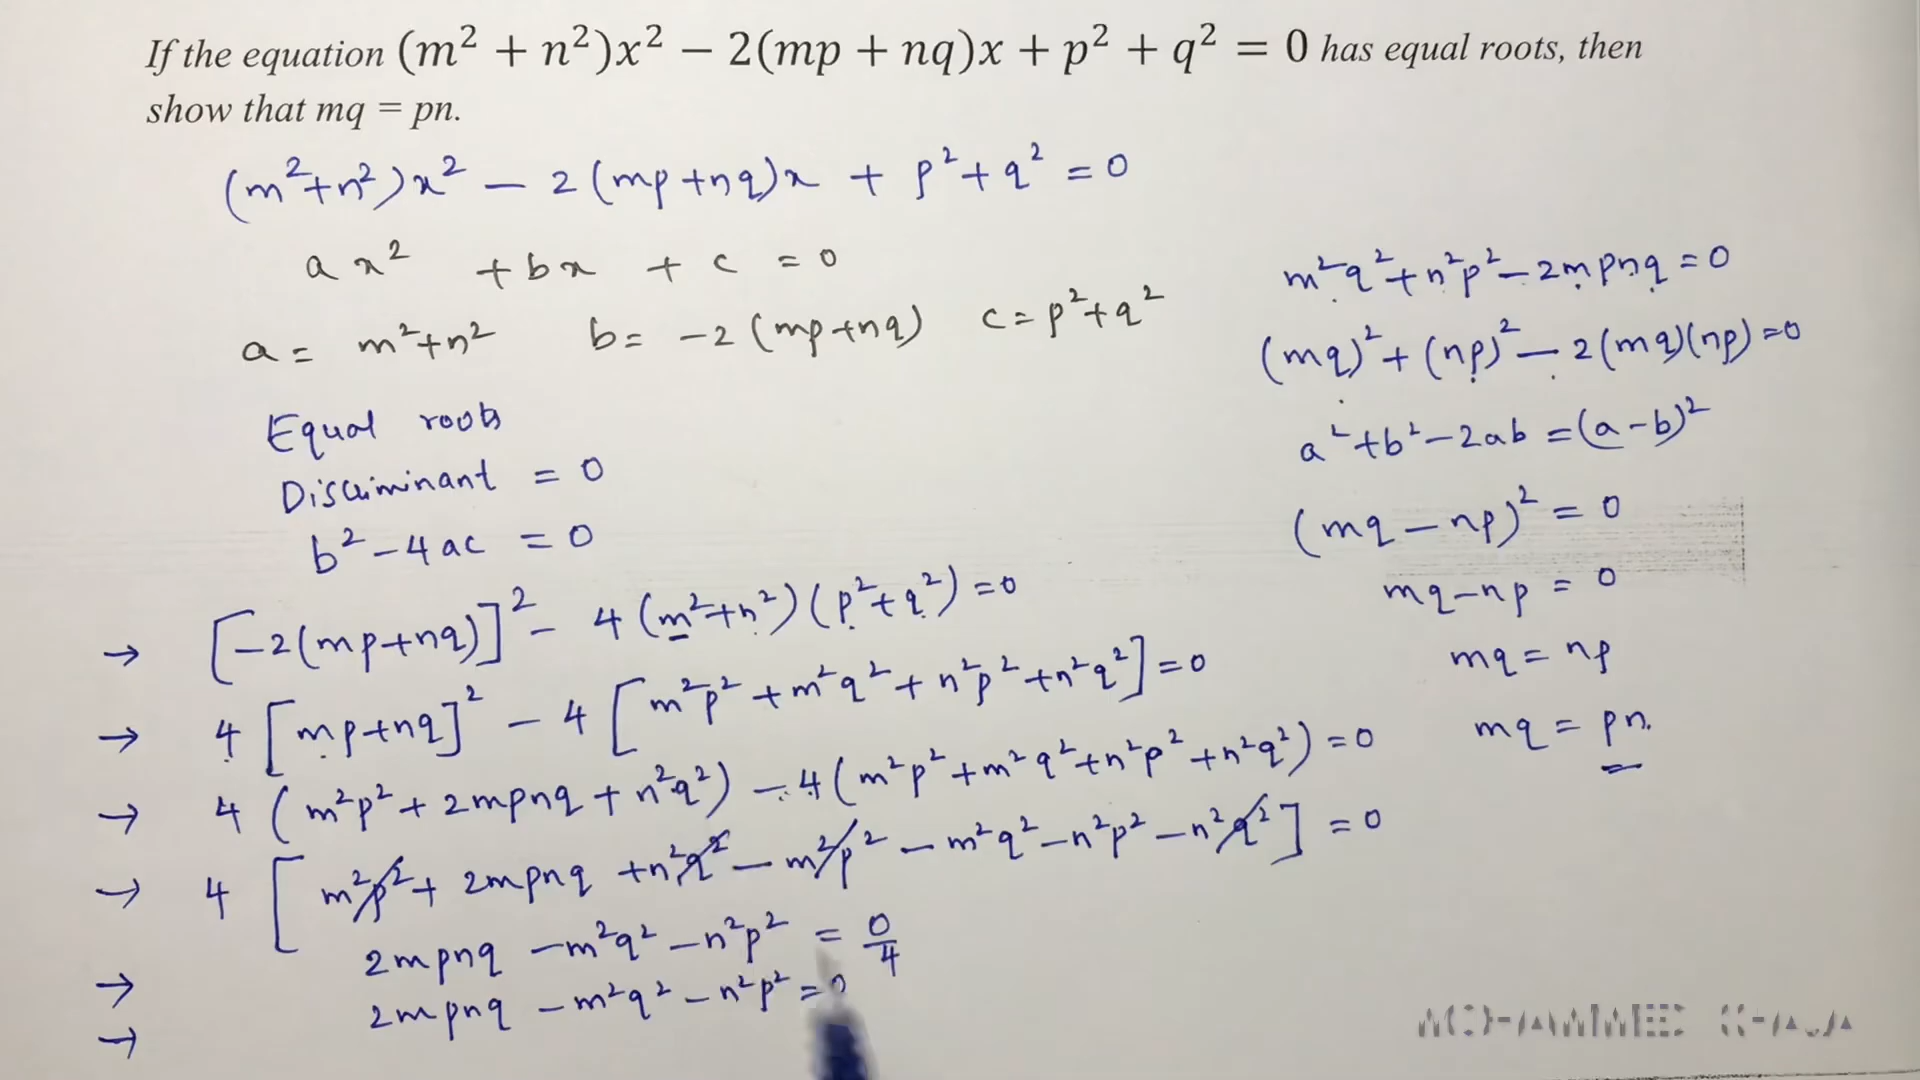 If the equation (m² + n²)x² − 2(mp + nq)x + p² + q² = 0 has equal roots, then
show that mq = pn.
(m²+n²)x² − 2(mp+nq)x + p²+q² = 0
ax² + bx + c = 0
a = m²+n² b = −2(mp+nq) c = p²+q²
Equal roots
Discriminant = 0
b² − 4ac = 0
→ [−2(mp+nq)]² − 4(m²+n²)(p²+q²) = 0
→ 4[mp+nq]² − 4[m²p² + m²q² + n²p² + n²q²] = 0
→ 4(m²p² + 2mpnq + n²q²) − 4(m²p² + m²q² + n²p² + n²q²) = 0
→ 4[m²p² + 2mpnq + n²q² − m²p² − m²q² − n²p² − n²q²] = 0
→ 2mpnq − m²q² − n²p² = 0/4
→ 2mpnq − m²q² − n²p² = 0
m²q² + n²p² − 2mpnq = 0
(mq)² + (np)² − 2(mq)(np) = 0
a² + b² − 2ab = (a−b)²
(mq − np)² = 0
mq − np = 0
mq = np
mq = pn.
MOHAMMED KHAJA